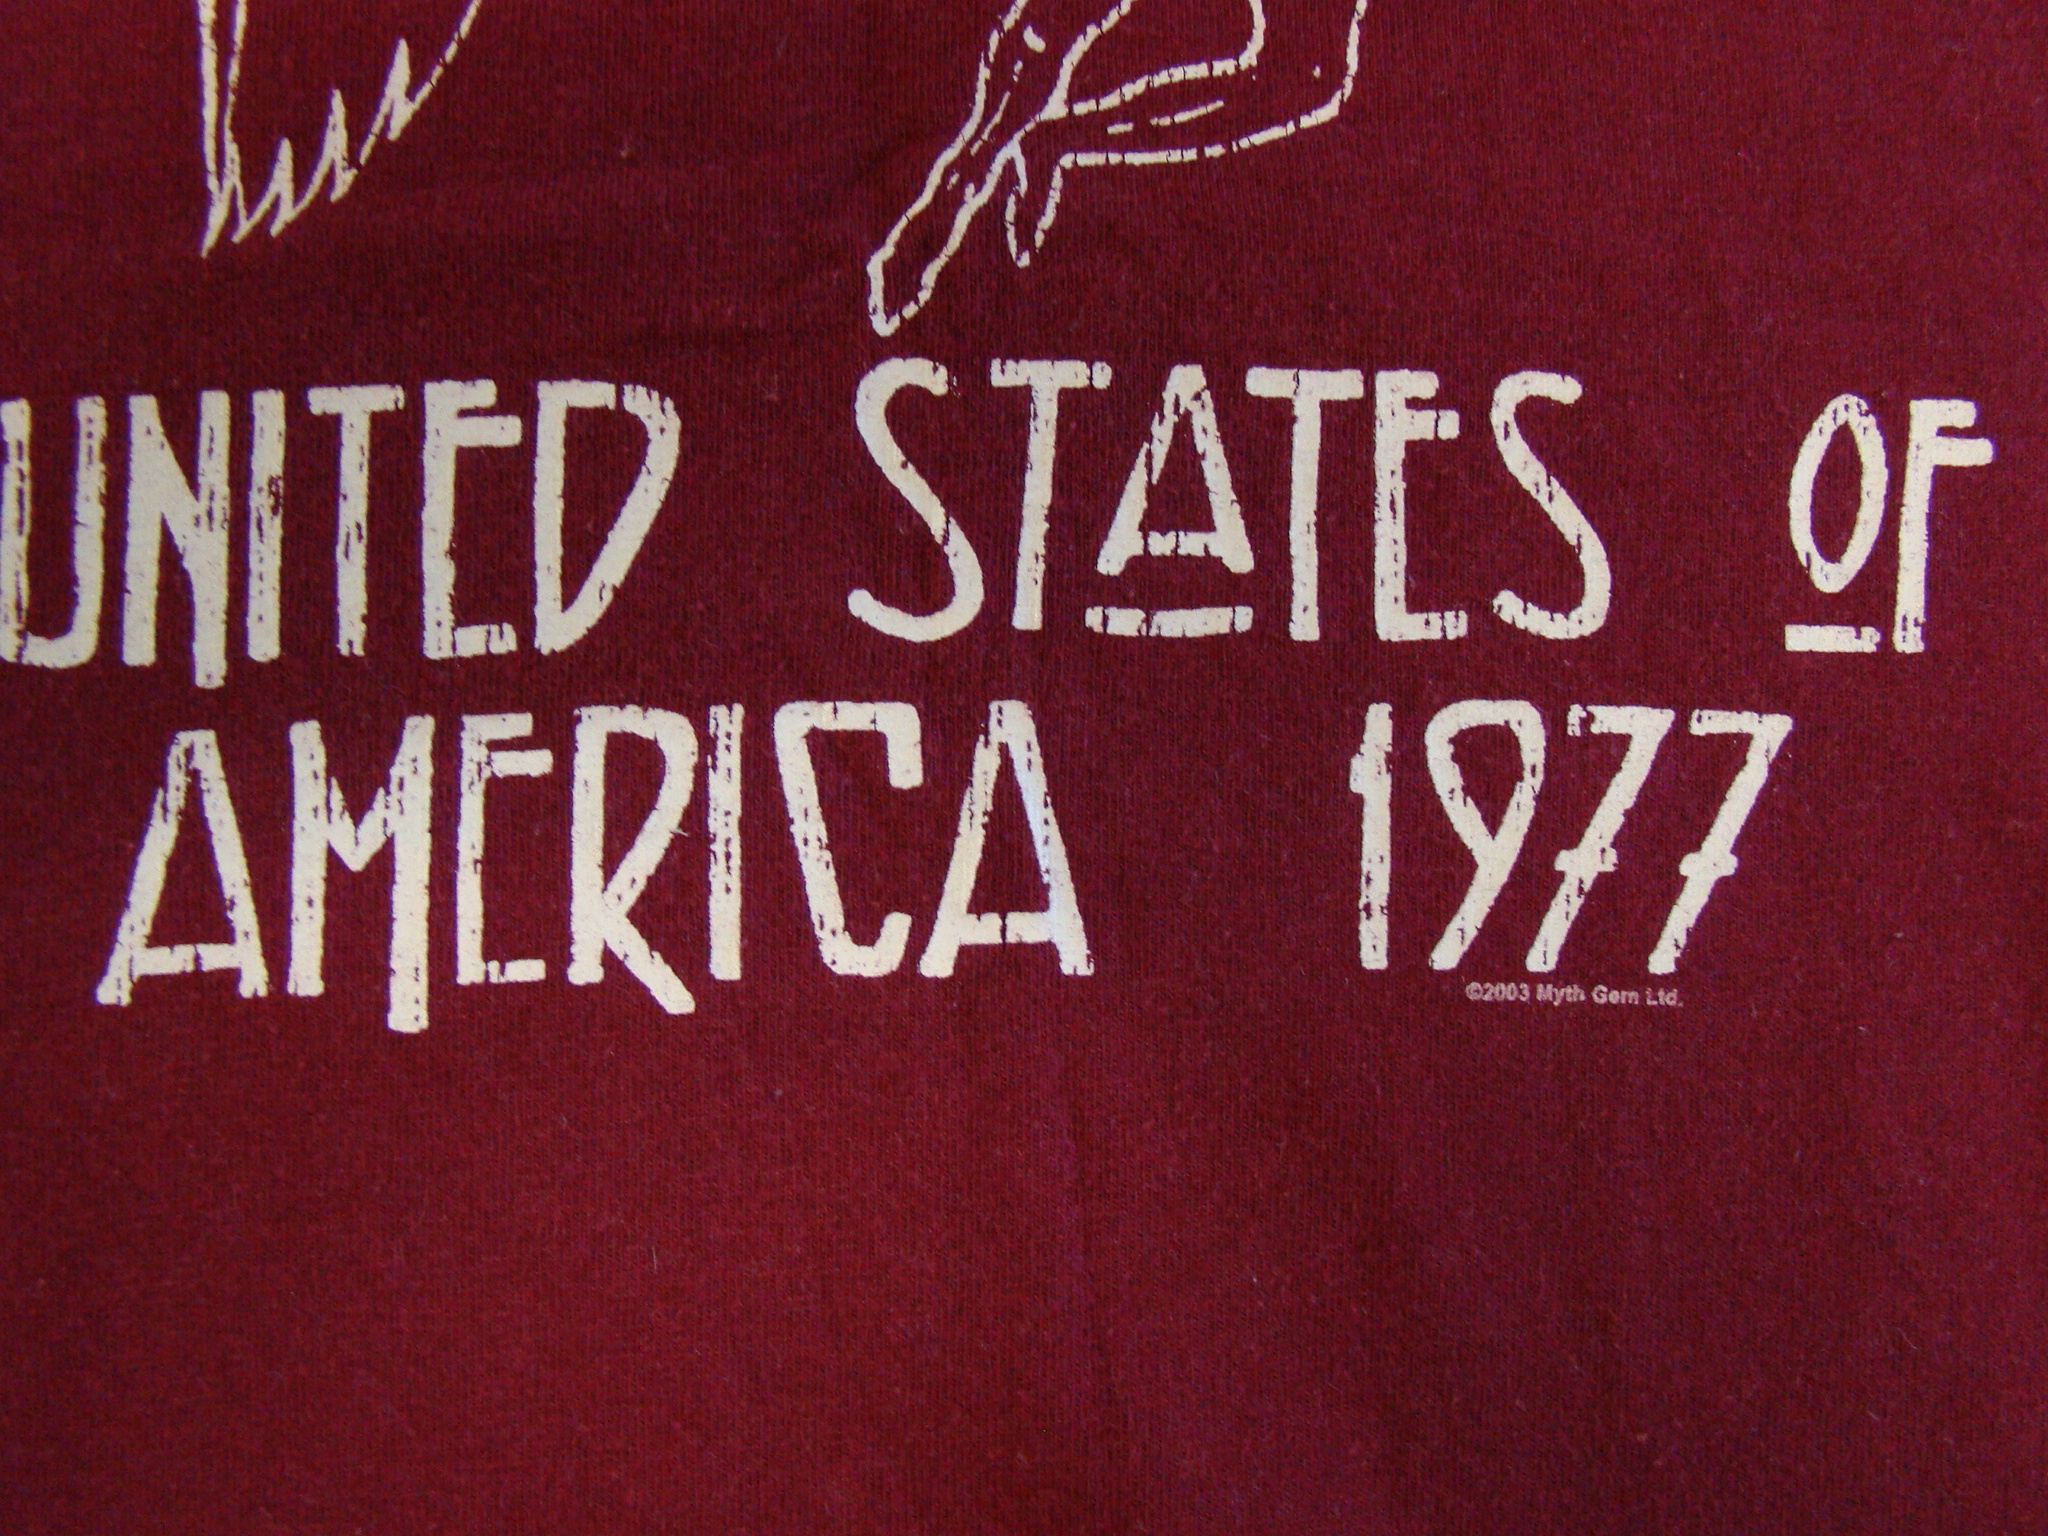 UNITED STATES OF
AMERICA 1977
©2003 Myth Gem Ltd.